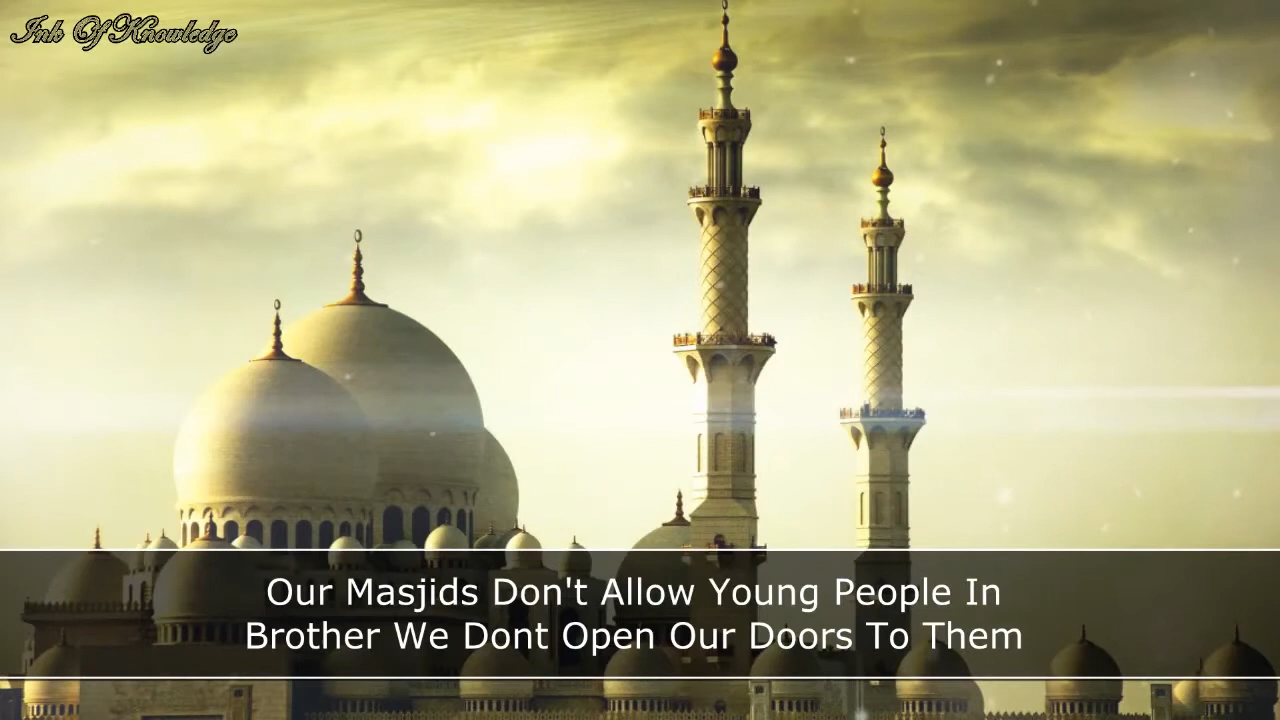 Ink Of Knowledge
Our Masjids Don't Allow Young People In
Brother We Dont Open Our Doors To Them